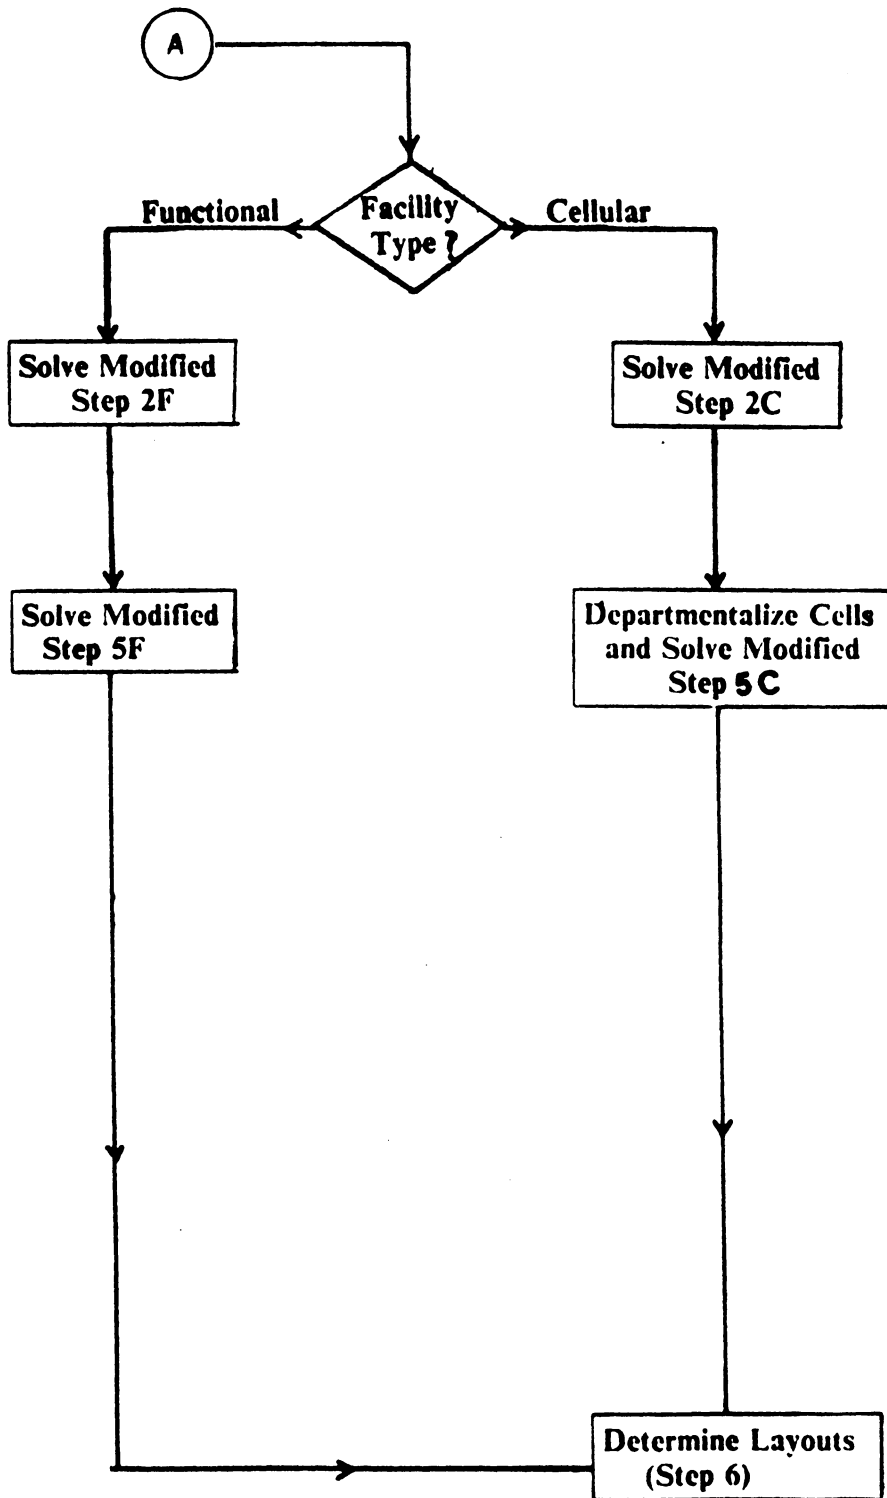 A
Facility
Type ?
Functional
Cellular
Solve Modified
Step 2F
Solve Modified
Step 2C
Solve Modified
Step 5F
Departmentalize Cells
and Solve Modified
Step 5C
Determine Layouts
(Step 6)